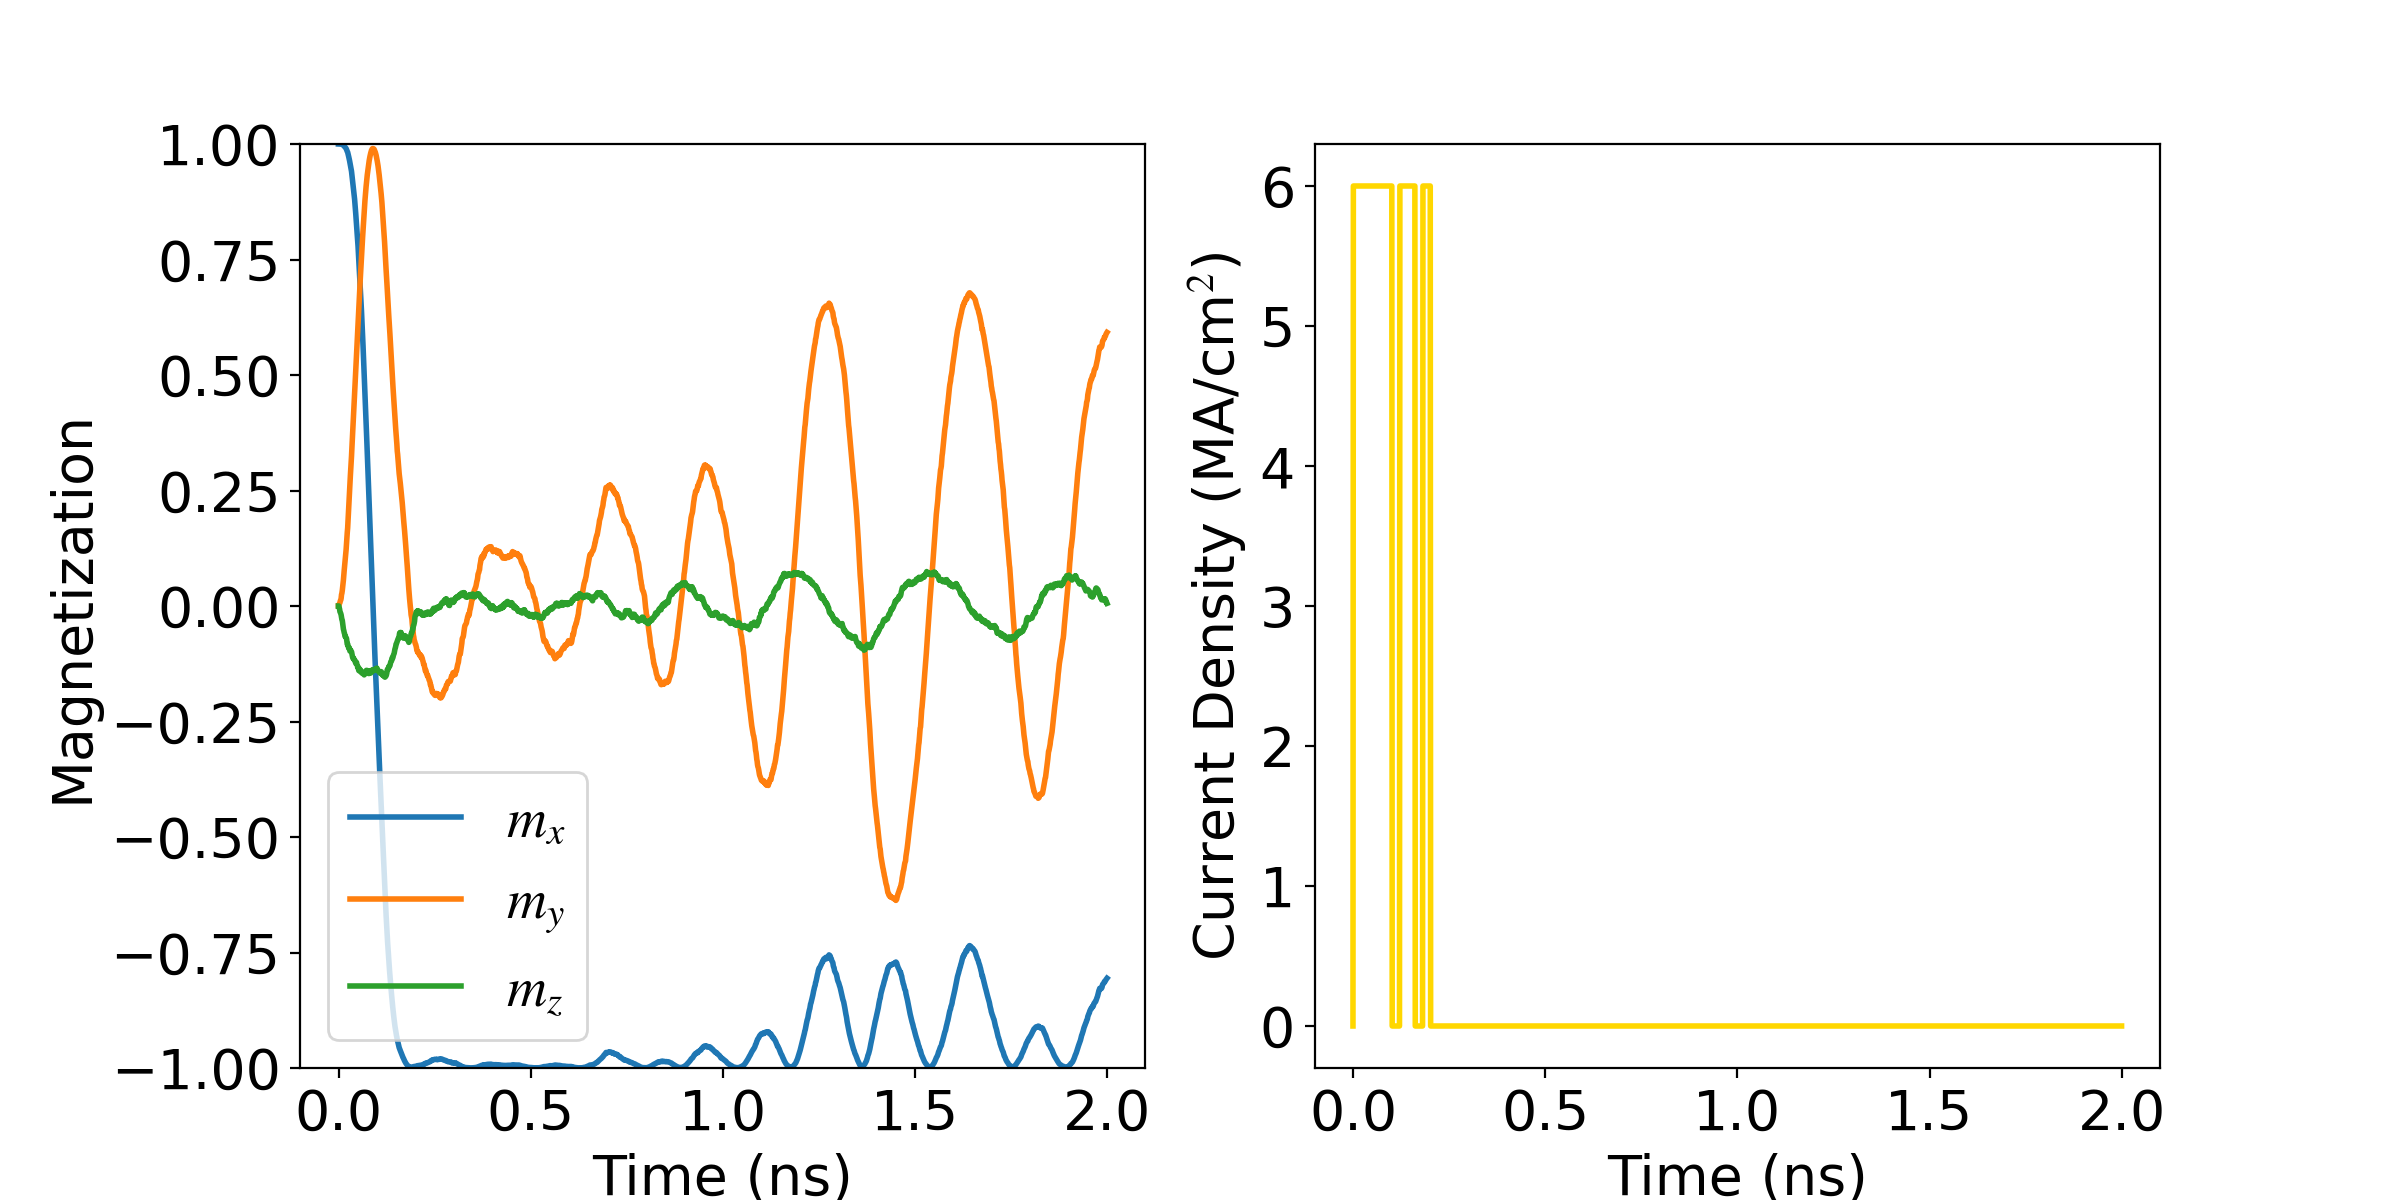 1.00
0.75
0.50
0.25
0.00
−0.25
−0.50
−0.75
−1.00
Magnetization
m_x
m_y
m_z
0.0 0.5 1.0 1.5 2.0
Time (ns)
6
5
4
3
2
1
0
Current Density (MA/cm²)
0.0 0.5 1.0 1.5 2.0
Time (ns)